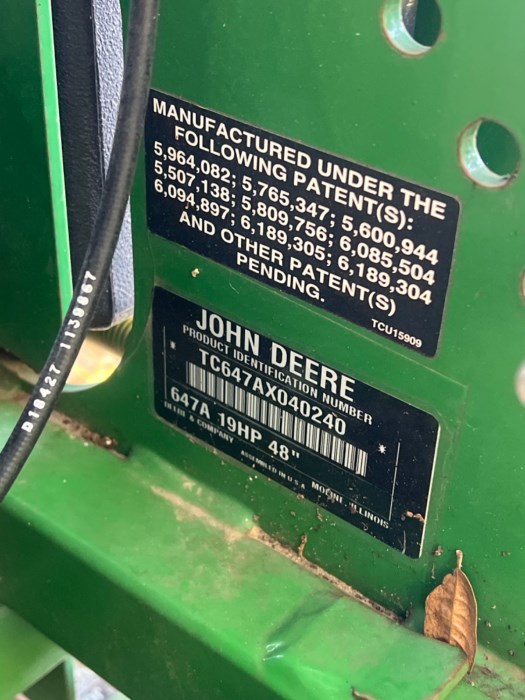 MANUFACTURED UNDER THE
FOLLOWING PATENT(S):
5,964,082; 5,765,347; 5,600,944
5,507,138; 5,809,756; 6,085,504
6,094,897; 6,189,305; 6,189,304
AND OTHER PATENT(S)
PENDING.
TCU15909
JOHN DEERE
PRODUCT IDENTIFICATION NUMBER
TC647AX040240
647A 19HP 48"
DEERE & COMPANY
ASSEMBLED IN U.S.A
MOLINE, ILLINOIS
D18427 1139667